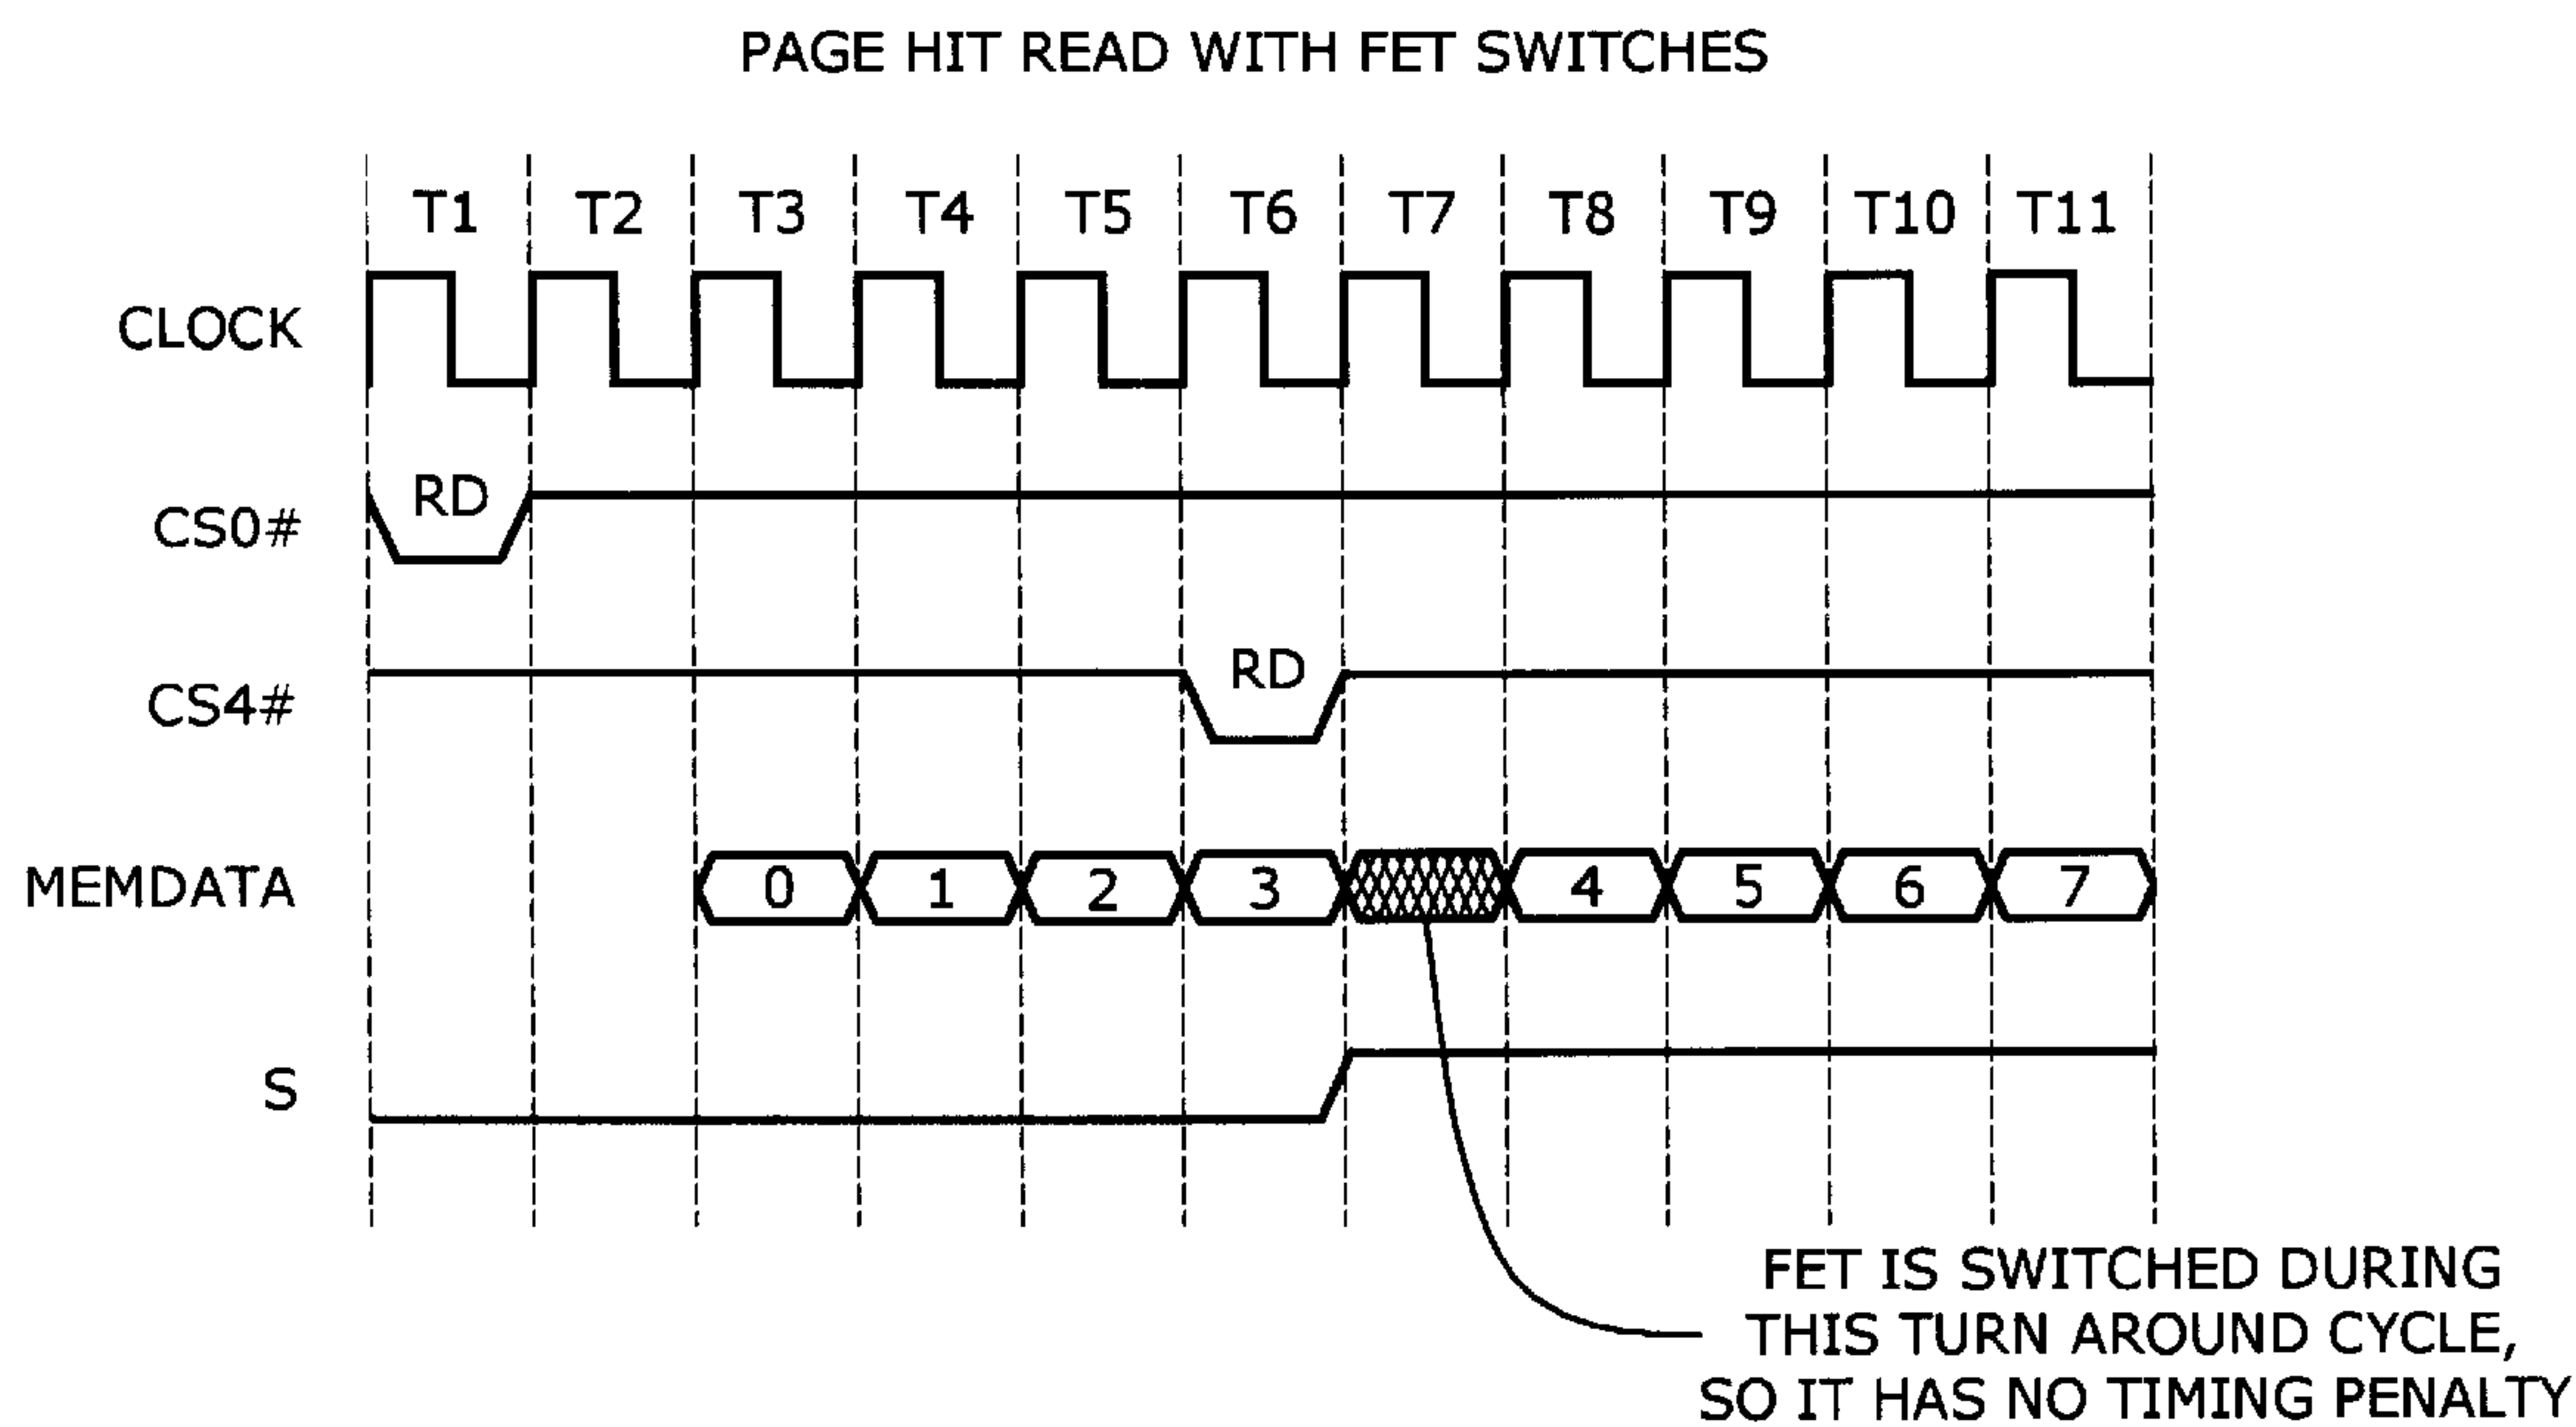 PAGE HIT READ WITH FET SWITCHES
T1 T2 T3 T4 T5 T6 T7 T8 T9 T10 T11
CLOCK
RD
CS0#
RD
CS4#
MEMDATA 0 1 2 3 4 5 6 7
S
FET IS SWITCHED DURING
THIS TURN AROUND CYCLE,
SO IT HAS NO TIMING PENALTY